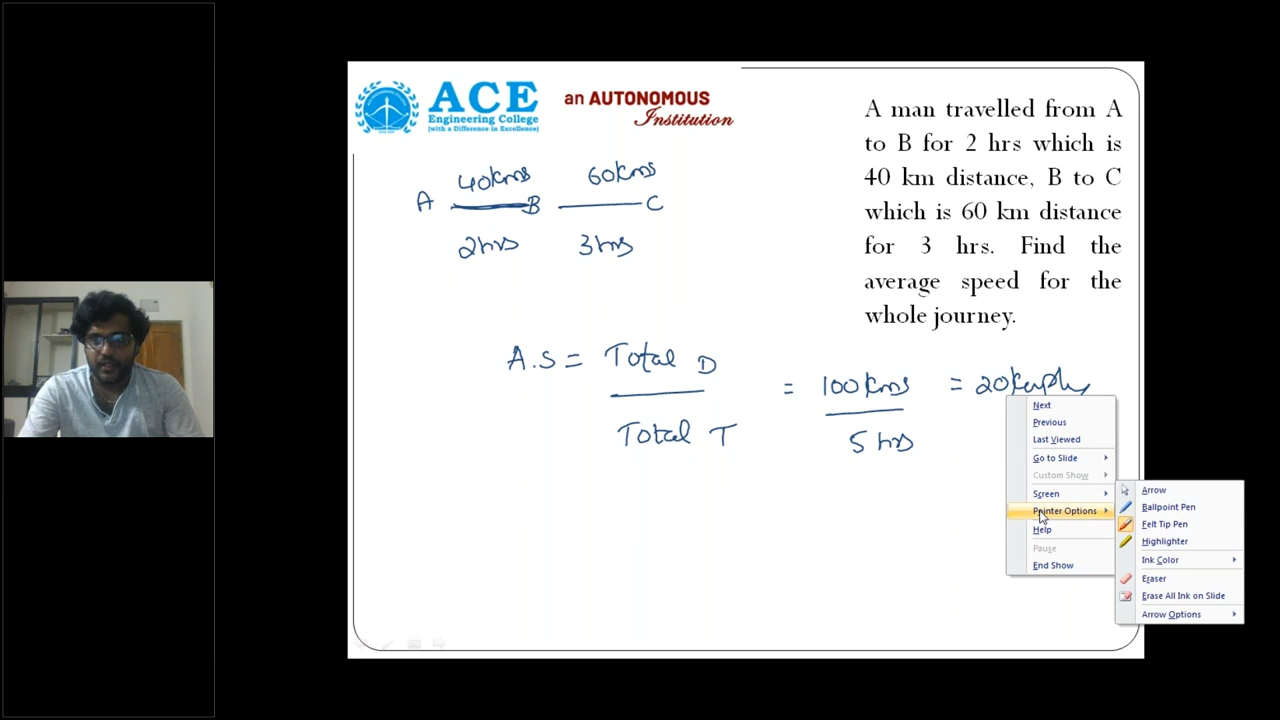 ACE
Engineering College
(with a Difference in Excellence)
an AUTONOMOUS
Institution
A man travelled from A
to B for 2 hrs which is
40 km distance, B to C
which is 60 km distance
for 3 hrs. Find the
average speed for the
whole journey.
40kms 60kms
A B C
2hrs 3hrs
A.S = Total D = 100kms = 20kmphr
Total T 5 hrs
Next
Previous
Last Viewed
Go to Slide
Custom Show
Screen
Pointer Options
Help
Pause
End Show
Arrow
Ballpoint Pen
Felt Tip Pen
Highlighter
Ink Color
Eraser
Erase All Ink on Slide
Arrow Options